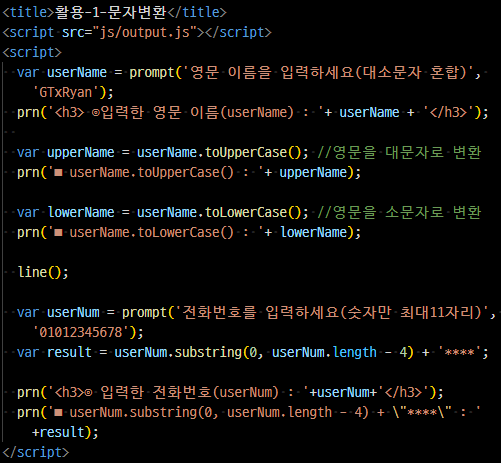 <title>활용-1-문자변환</title>
<script src="js/output.js"></script>
<script>
var userName = prompt('영문 이름을 입력하세요(대소문자 혼합)',
'GTxRyan');
prn('<h3> ◎입력한 영문 이름(userName) : '+ userName + '</h3>');
var upperName = userName.toUpperCase(); //영문을 대문자로 변환
prn('■ userName.toUpperCase() : '+ upperName);
var lowerName = userName.toLowerCase(); //영문을 소문자로 변환
prn('■ userName.toLowerCase() : '+ lowerName);
line();
var userNum = prompt('전화번호를 입력하세요(숫자만 최대11자리)',
'01012345678');
var result = userNum.substring(0, userNum.length - 4) + '****';
prn('<h3>◎ 입력한 전화번호(userNum) : '+userNum+'</h3>');
prn('■ userNum.substring(0, userNum.length - 4) + \"****\" : '
+result);
</script>